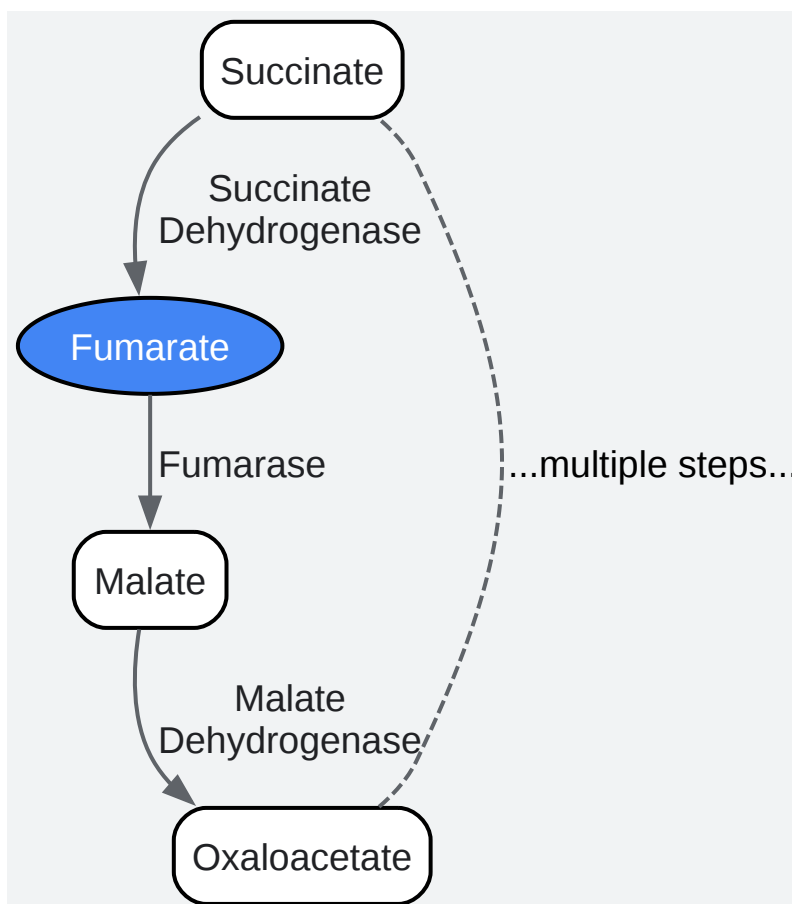 Succinate
Succinate
Dehydrogenase
Fumarate
Fumarase
...multiple steps...
Malate
Malate
Dehydrogenase
Oxaloacetate